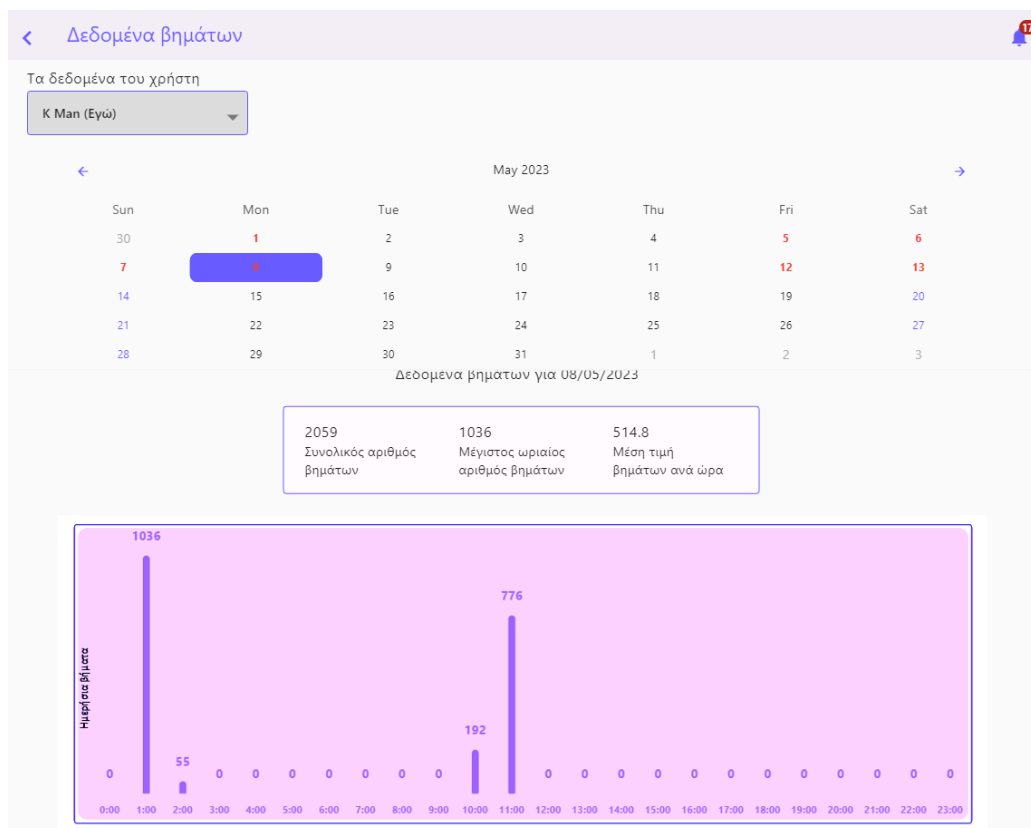 Δεδομένα βημάτων
17
Τα δεδομένα του χρήστη
K Man (Εγώ)
May 2023
Sun Mon Tue Wed Thu Fri Sat
30 1 2 3 4 5 6
7 8 9 10 11 12 13
14 15 16 17 18 19 20
21 22 23 24 25 26 27
28 29 30 31 1 2 3
Δεδομένα βημάτων για 08/05/2023
2059 1036 514.8
Συνολικός αριθμός Μέγιστος ωριαίος Μέση τιμή
βημάτων αριθμός βημάτων βημάτων ανά ώρα
1036
776
Ημερήσια βήματα
192
55
0 0 0 0 0 0 0 0 0 0 0 0 0 0 0 0 0 0 0 0
0:00 1:00 2:00 3:00 4:00 5:00 6:00 7:00 8:00 9:00 10:00 11:00 12:00 13:00 14:00 15:00 16:00 17:00 18:00 19:00 20:00 21:00 22:00 23:00